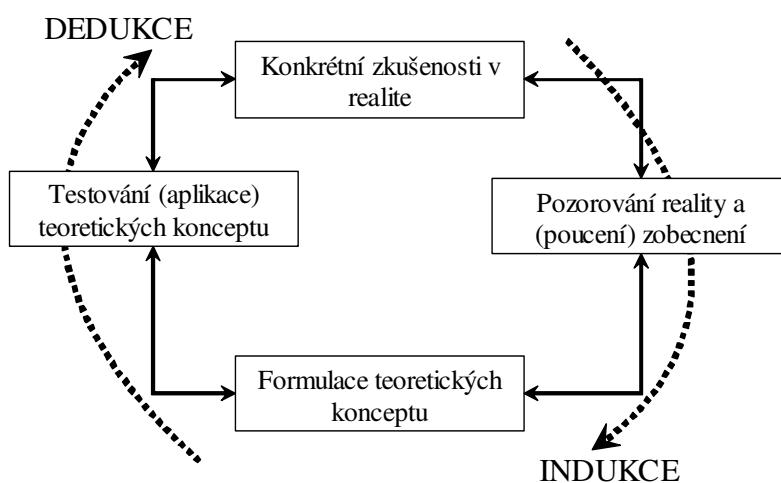 DEDUKCE
Konkrétní zkušenosti v
realite
Testování (aplikace)
teoretických konceptu
Pozorování reality a
(poucení) zobecnení
Formulace teoretických
konceptu
INDUKCE